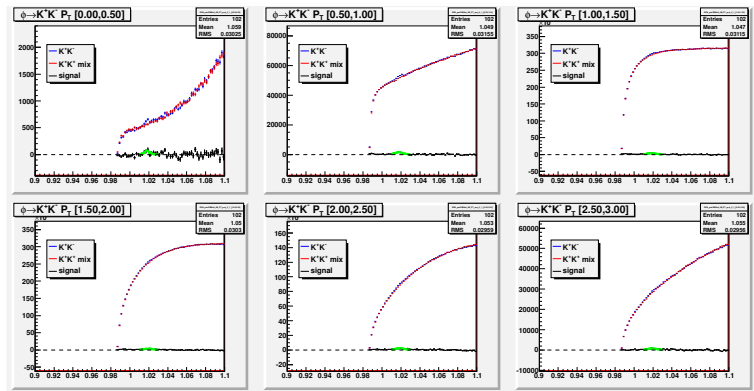 ϕ→K⁺K⁻ P_T [0.00,0.50]
Entries 102
Mean 1.059
RMS 0.03025
K⁺K⁻
K⁺K⁺ mix
signal
2000
1500
1000
500
0
0.9 0.92 0.94 0.96 0.98 1 1.02 1.04 1.06 1.08 1.1
ϕ→K⁺K⁻ P_T [0.50,1.00]
Entries 102
Mean 1.049
RMS 0.03155
K⁺K⁻
K⁺K⁺ mix
signal
80000
60000
40000
20000
0
0.9 0.92 0.94 0.96 0.98 1 1.02 1.04 1.06 1.08 1.1
ϕ→K⁺K⁻ P_T [1.00,1.50]
Entries 102
Mean 1.047
RMS 0.03115
K⁺K⁻
K⁺K⁺ mix
signal
350
300
250
200
150
100
50
0
0.9 0.92 0.94 0.96 0.98 1 1.02 1.04 1.06 1.08 1.1
ϕ→K⁺K⁻ P_T [1.50,2.00]
Entries 102
Mean 1.05
RMS 0.0303
K⁺K⁻
K⁺K⁺ mix
signal
350
300
250
200
150
100
50
0
-50
0.9 0.92 0.94 0.96 0.98 1 1.02 1.04 1.06 1.08 1.1
ϕ→K⁺K⁻ P_T [2.00,2.50]
Entries 102
Mean 1.053
RMS 0.02959
K⁺K⁻
K⁺K⁺ mix
signal
160
140
120
100
80
60
40
20
0
-20
0.9 0.92 0.94 0.96 0.98 1 1.02 1.04 1.06 1.08 1.1
ϕ→K⁺K⁻ P_T [2.50,3.00]
Entries 102
Mean 1.055
RMS 0.02956
K⁺K⁻
K⁺K⁺ mix
signal
60000
50000
40000
30000
20000
10000
0
-10000
0.9 0.92 0.94 0.96 0.98 1 1.02 1.04 1.06 1.08 1.1